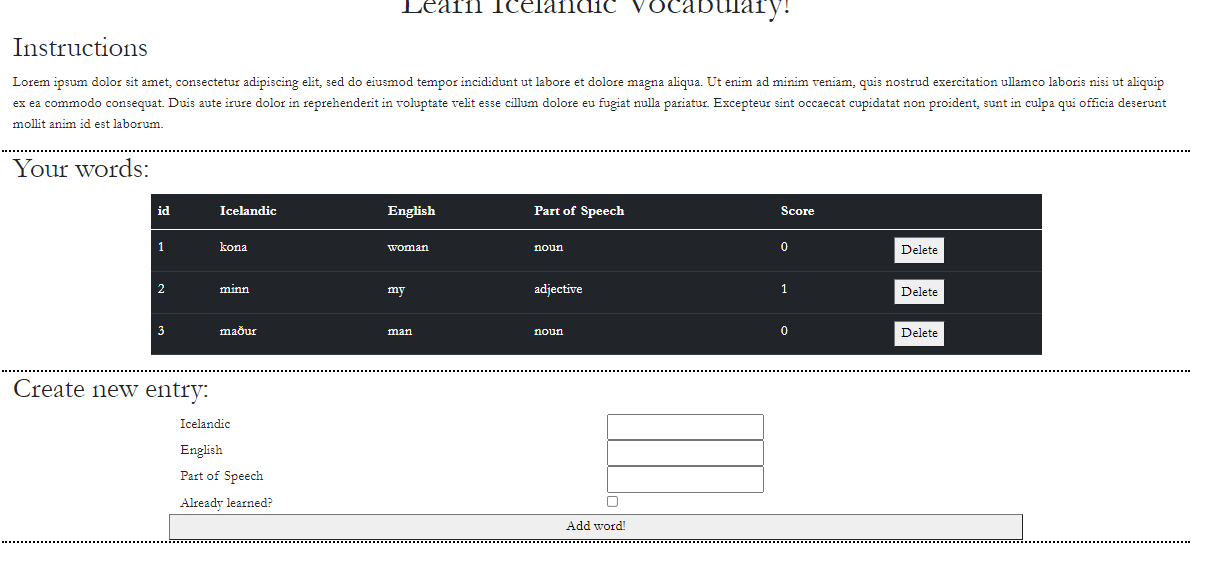 Learn Icelandic Vocabulary!
Instructions
Lorem ipsum dolor sit amet, consectetur adipiscing elit, sed do eiusmod tempor incididunt ut labore et dolore magna aliqua. Ut enim ad minim veniam, quis nostrud exercitation ullamco laboris nisi ut aliquip
ex ea commodo consequat. Duis aute irure dolor in reprehenderit in voluptate velit esse cillum dolore eu fugiat nulla pariatur. Excepteur sint occaecat cupidatat non proident, sunt in culpa qui officia deserunt
mollit anim id est laborum.
Your words:
id Icelandic English Part of Speech Score
1 kona woman noun 0 Delete
2 minn my adjective 1 Delete
3 maður man noun 0 Delete
Create new entry:
Icelandic
English
Part of Speech
Already learned?
Add word!